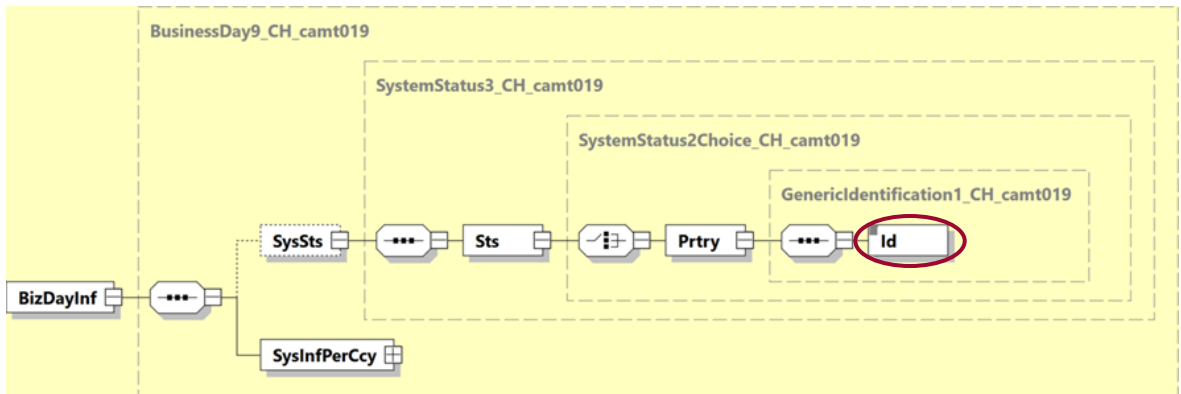 BusinessDay9_CH_camt019
SystemStatus3_CH_camt019
SystemStatus2Choice_CH_camt019
GenericIdentification1_CH_camt019
SysSts
Sts
Prtry
Id
BizDayInf
SysInfPerCcy